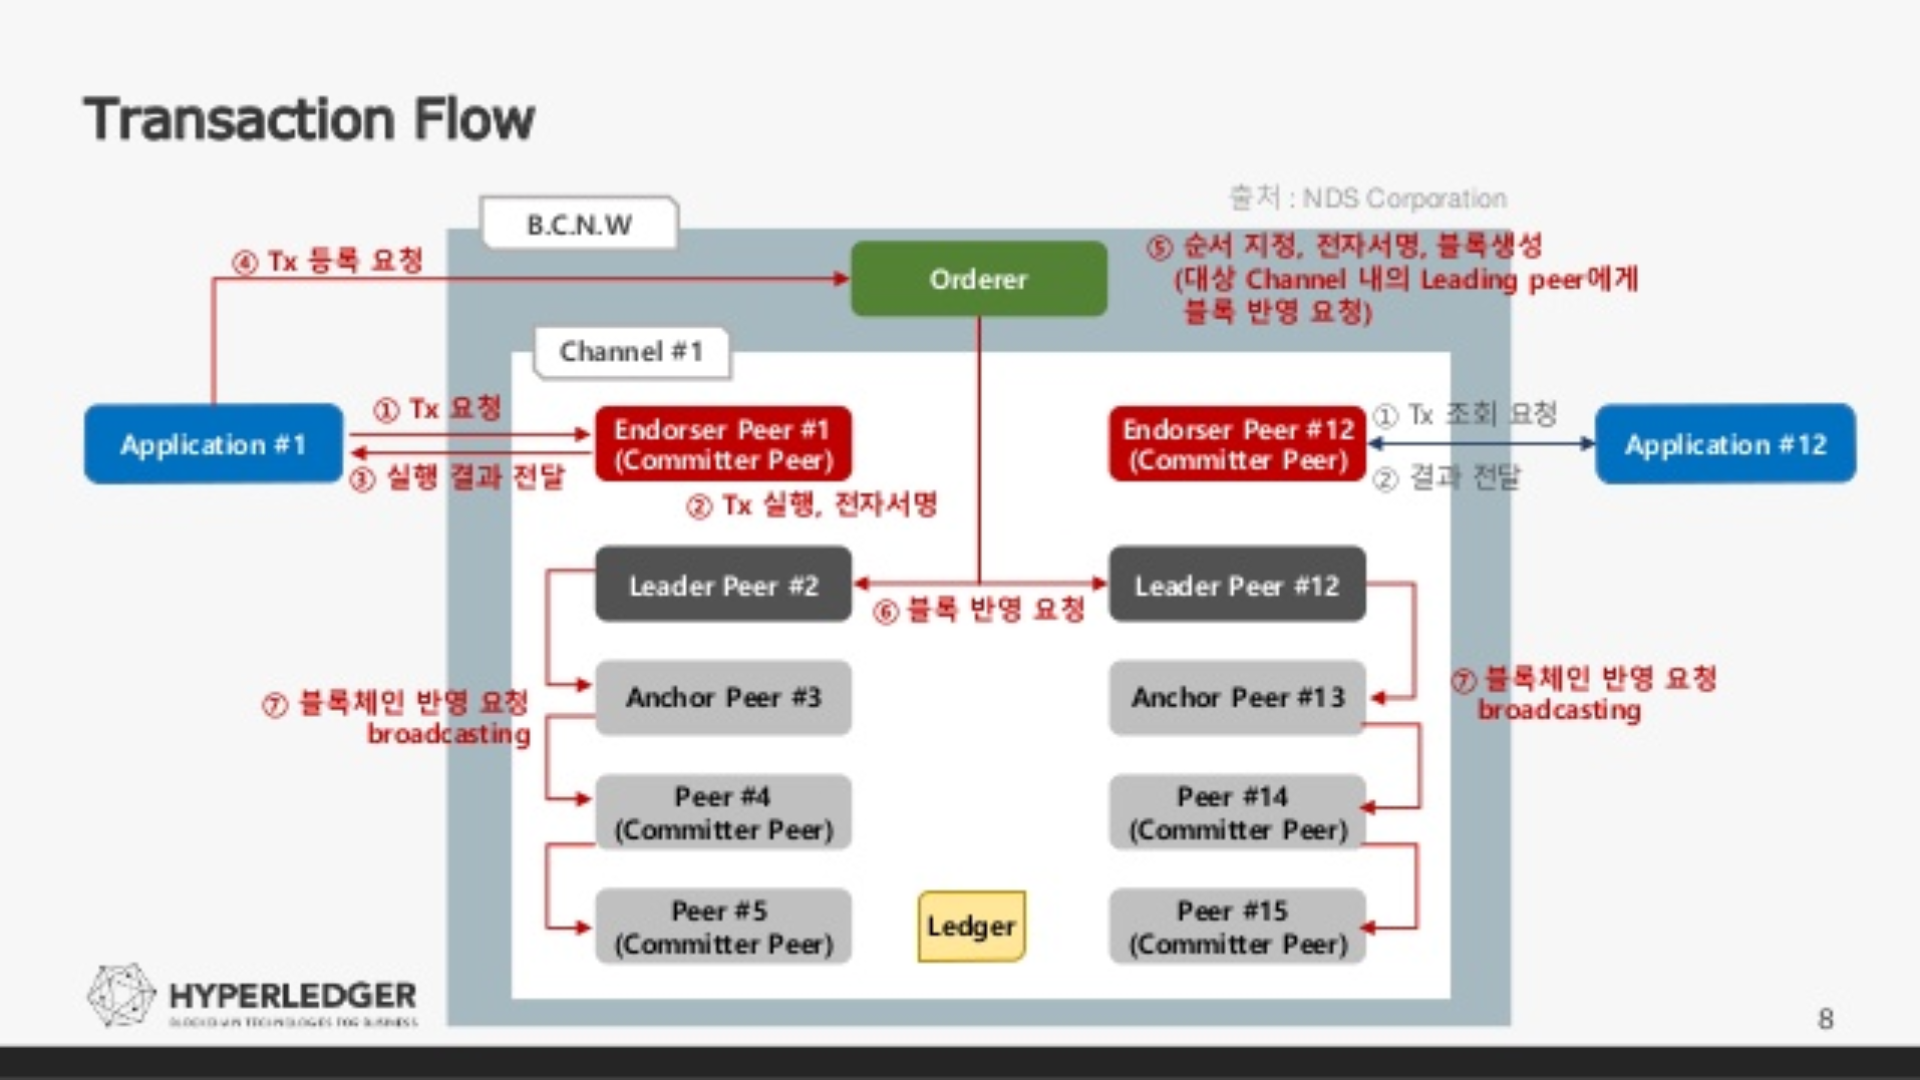 Transaction Flow
출처 : NDS Corporation
B.C.N.W
④ Tx 등록 요청
Orderer
⑤ 순서 지정, 전자서명, 블록생성
(대상 Channel 내의 Leading peer에게
블록 반영 요청)
Channel #1
Application #1
① Tx 요청
③ 실행 결과 전달
Endorser Peer #1
(Committer Peer)
② Tx 실행, 전자서명
Endorser Peer #12
(Committer Peer)
① Tx 조회 요청
② 결과 전달
Application #12
Leader Peer #2
⑥ 블록 반영 요청
Leader Peer #12
⑦ 블록체인 반영 요청
broadcasting
Anchor Peer #3
Anchor Peer #13
⑦ 블록체인 반영 요청
broadcasting
Peer #4
(Committer Peer)
Peer #14
(Committer Peer)
Peer #5
(Committer Peer)
Ledger
Peer #15
(Committer Peer)
HYPERLEDGER
BLOCKCHAIN TECHNOLOGIES FOR BUSINESS
8